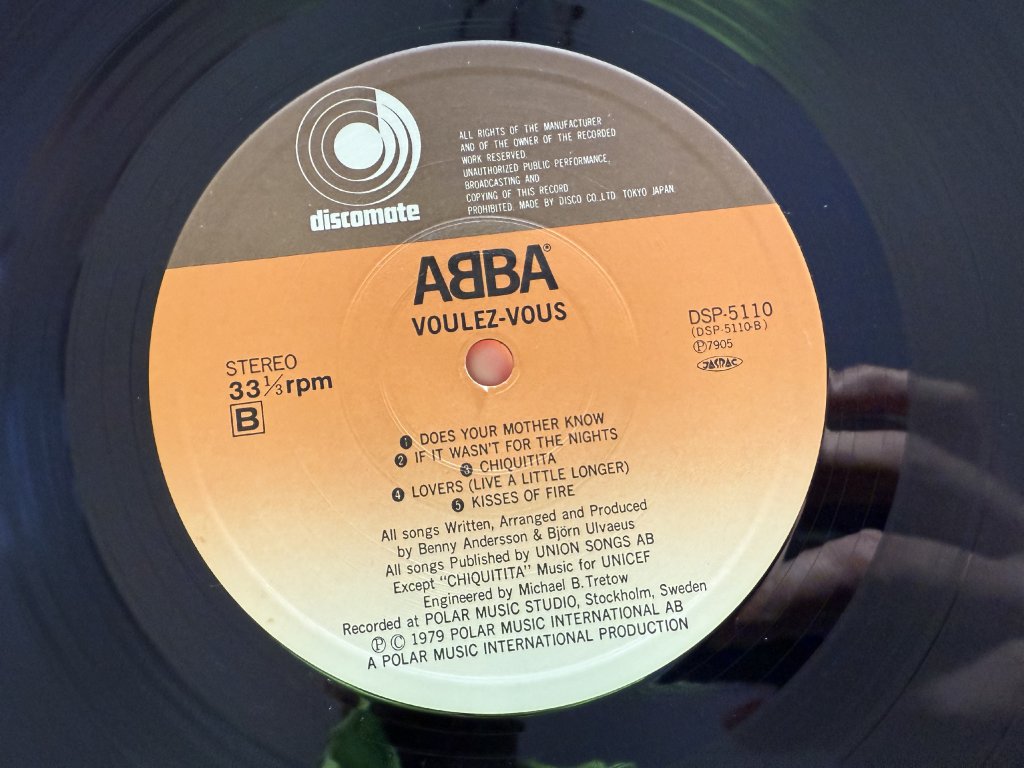 discomate
ALL RIGHTS OF THE MANUFACTURER
AND OF THE OWNER OF THE RECORDED
WORK RESERVED.
UNAUTHORIZED PUBLIC PERFORMANCE,
BROADCASTING AND
COPYING OF THIS RECORD
PROHIBITED. MADE BY DISCO CO.,LTD. TOKYO JAPAN.
ABBA®
VOULEZ-VOUS
STEREO
33 1/3 rpm
B
DSP-5110
(DSP-5110-B)
Ⓟ7905
JASRAC
❶ DOES YOUR MOTHER KNOW
❷ IF IT WASN'T FOR THE NIGHTS
❸ CHIQUITITA
❹ LOVERS (LIVE A LITTLE LONGER)
❺ KISSES OF FIRE
All songs Written, Arranged and Produced
by Benny Andersson & Björn Ulvaeus
All songs Published by UNION SONGS AB
Except "CHIQUITITA" Music for UNICEF
Engineered by Michael B. Tretow
Recorded at POLAR MUSIC STUDIO, Stockholm, Sweden
Ⓟ © 1979 POLAR MUSIC INTERNATIONAL AB
A POLAR MUSIC INTERNATIONAL PRODUCTION